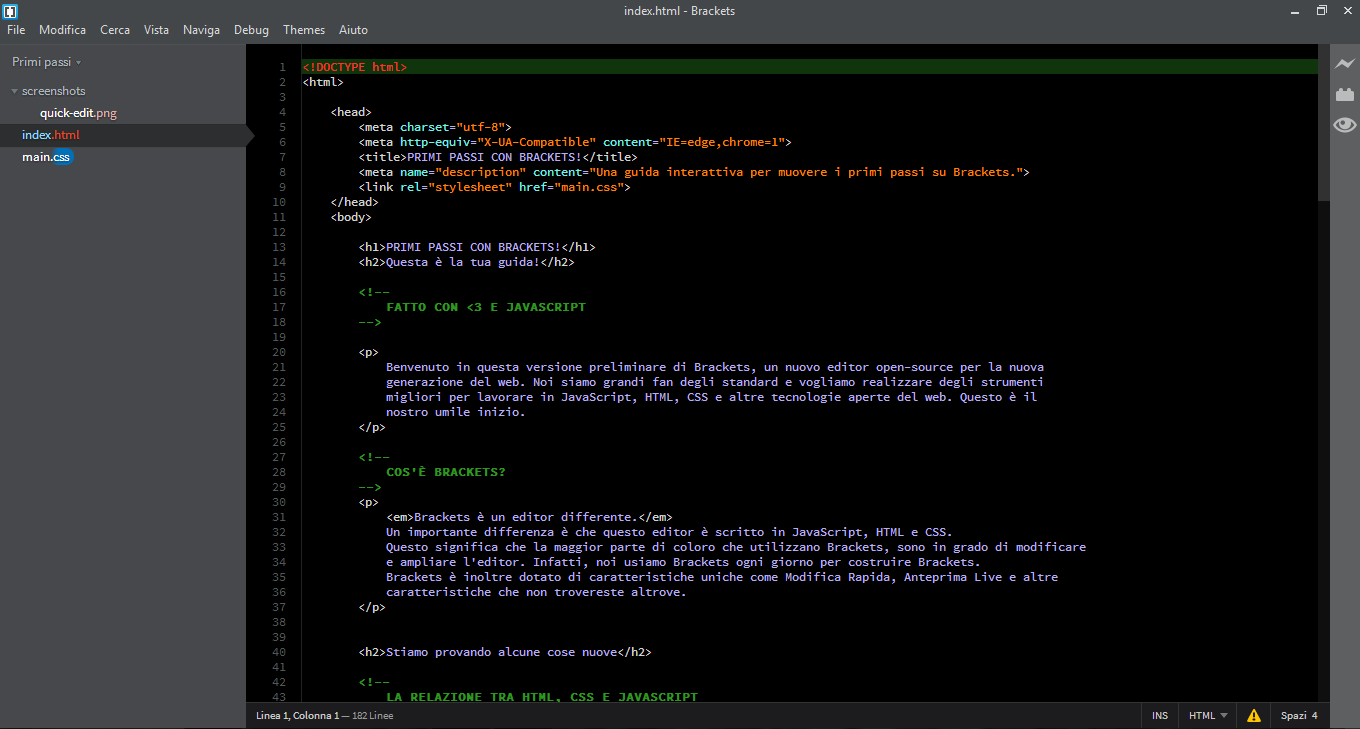 index.html - Brackets
File Modifica Cerca Vista Naviga Debug Themes Aiuto
Primi passi
screenshots
quick-edit.png
index.html
main.css
1 <!DOCTYPE html>
2 <html>
3
4 <head>
5 <meta charset="utf-8">
6 <meta http-equiv="X-UA-Compatible" content="IE=edge,chrome=1">
7 <title>PRIMI PASSI CON BRACKETS!</title>
8 <meta name="description" content="Una guida interattiva per muovere i primi passi su Brackets.">
9 <link rel="stylesheet" href="main.css">
10 </head>
11 <body>
12
13 <h1>PRIMI PASSI CON BRACKETS!</h1>
14 <h2>Questa è la tua guida!</h2>
15
16 <!--
17 FATTO CON <3 E JAVASCRIPT
18 -->
19
20 <p>
21 Benvenuto in questa versione preliminare di Brackets, un nuovo editor open-source per la nuova
22 generazione del web. Noi siamo grandi fan degli standard e vogliamo realizzare degli strumenti
23 migliori per lavorare in JavaScript, HTML, CSS e altre tecnologie aperte del web. Questo è il
24 nostro umile inizio.
25 </p>
26
27 <!--
28 COS'È BRACKETS?
29 -->
30 <p>
31 <em>Brackets è un editor differente.</em>
32 Un importante differenza è che questo editor è scritto in JavaScript, HTML e CSS.
33 Questo significa che la maggior parte di coloro che utilizzano Brackets, sono in grado di modificare
34 e ampliare l'editor. Infatti, noi usiamo Brackets ogni giorno per costruire Brackets.
35 Brackets è inoltre dotato di caratteristiche uniche come Modifica Rapida, Anteprima Live e altre
36 caratteristiche che non trovereste altrove.
37 </p>
38
39
40 <h2>Stiamo provando alcune cose nuove</h2>
41
42 <!--
43 LA RELAZIONE TRA HTML, CSS E JAVASCRIPT
Linea 1, Colonna 1 — 182 Linee
INS HTML Spazi 4